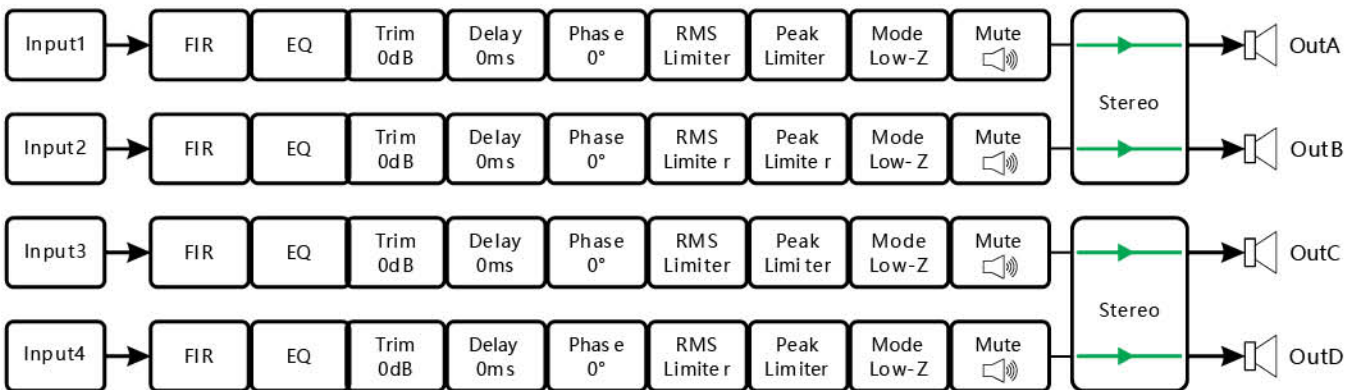 Input1 FIR EQ Trim 0dB Delay 0ms Phase 0° RMS Limiter Peak Limiter Mode Low-Z Mute OutA
Stereo
Input2 FIR EQ Trim 0dB Delay 0ms Phase 0° RMS Limiter Peak Limiter Mode Low-Z Mute OutB
Input3 FIR EQ Trim 0dB Delay 0ms Phase 0° RMS Limiter Peak Limiter Mode Low-Z Mute OutC
Stereo
Input4 FIR EQ Trim 0dB Delay 0ms Phase 0° RMS Limiter Peak Limiter Mode Low-Z Mute OutD